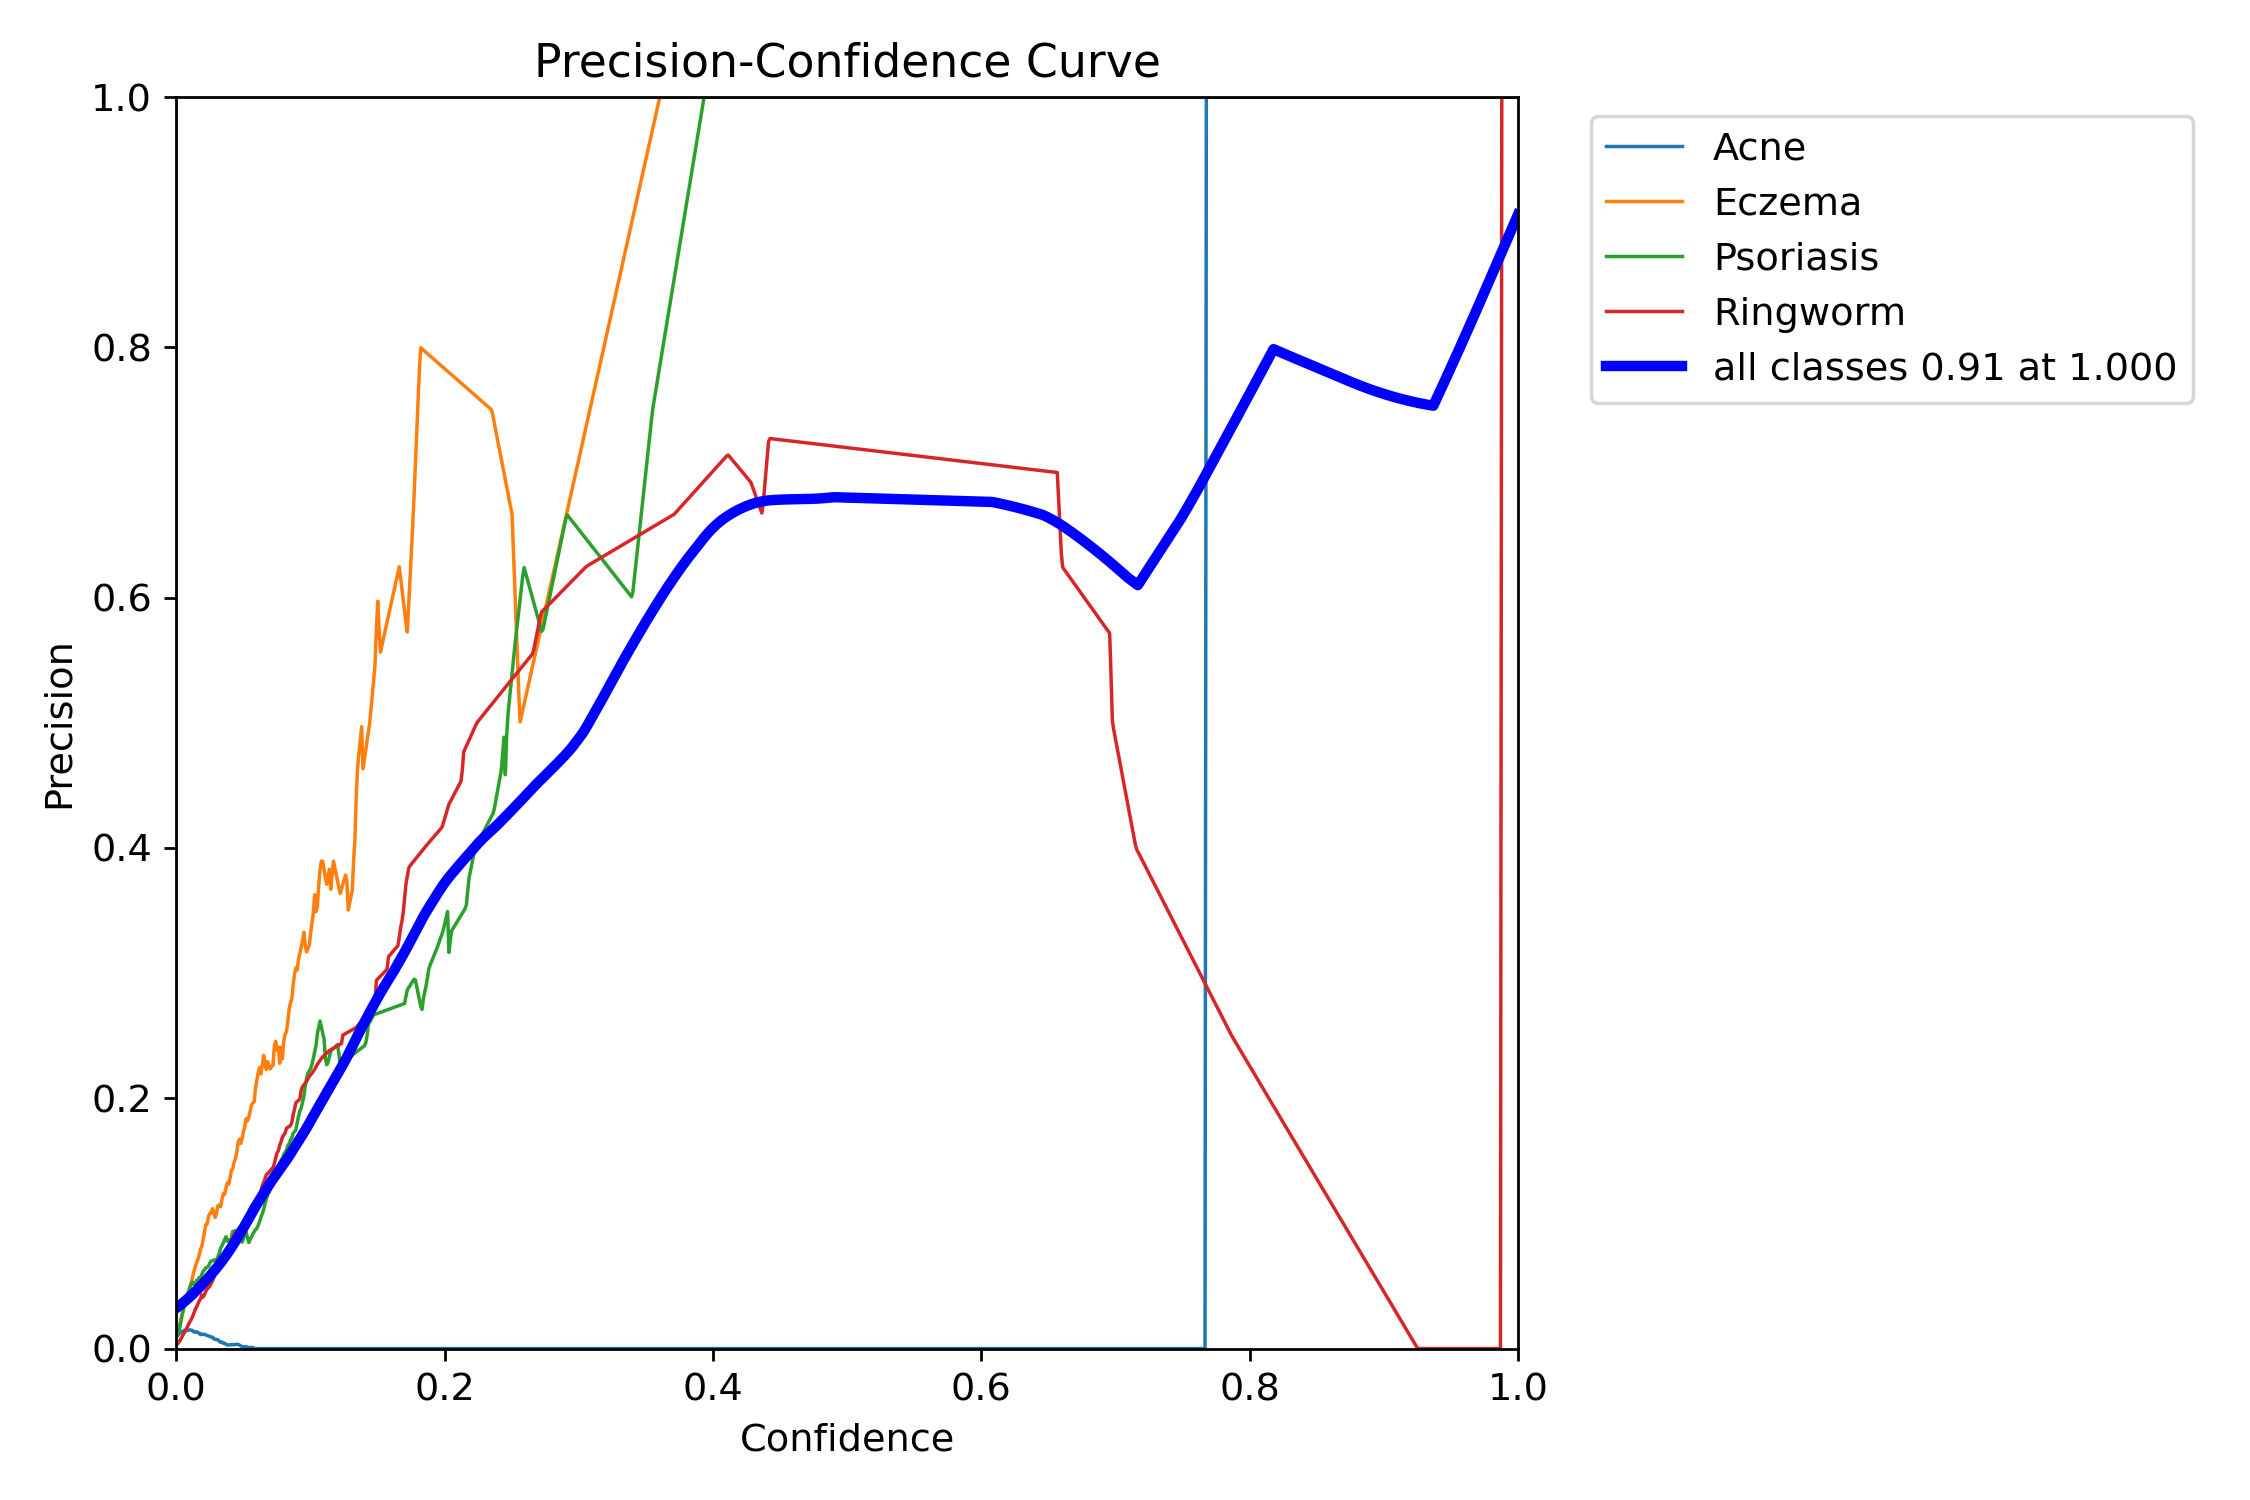 Precision-Confidence Curve
1.0
0.8
0.6
0.4
0.2
0.0
Precision
0.0 0.2 0.4 0.6 0.8 1.0
Confidence
Acne
Eczema
Psoriasis
Ringworm
all classes 0.91 at 1.000